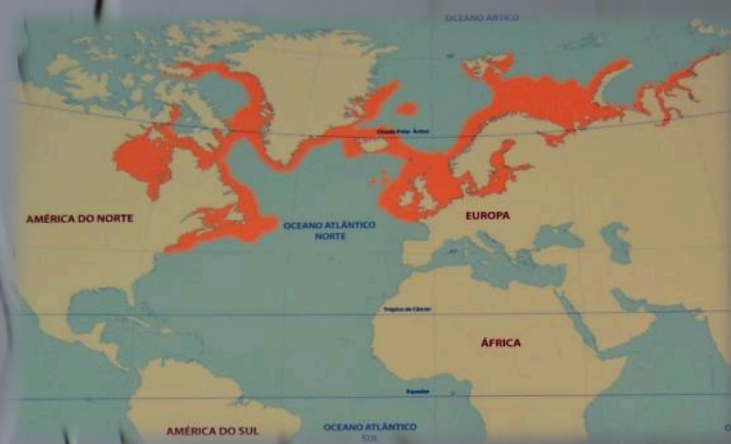 OCEANO ÁRTICO
Círculo Polar Ártico
AMÉRICA DO NORTE
OCEANO ATLÂNTICO
NORTE
EUROPA
Trópico de Câncer
ÁFRICA
Equador
AMÉRICA DO SUL
OCEANO ATLÂNTICO
SUL